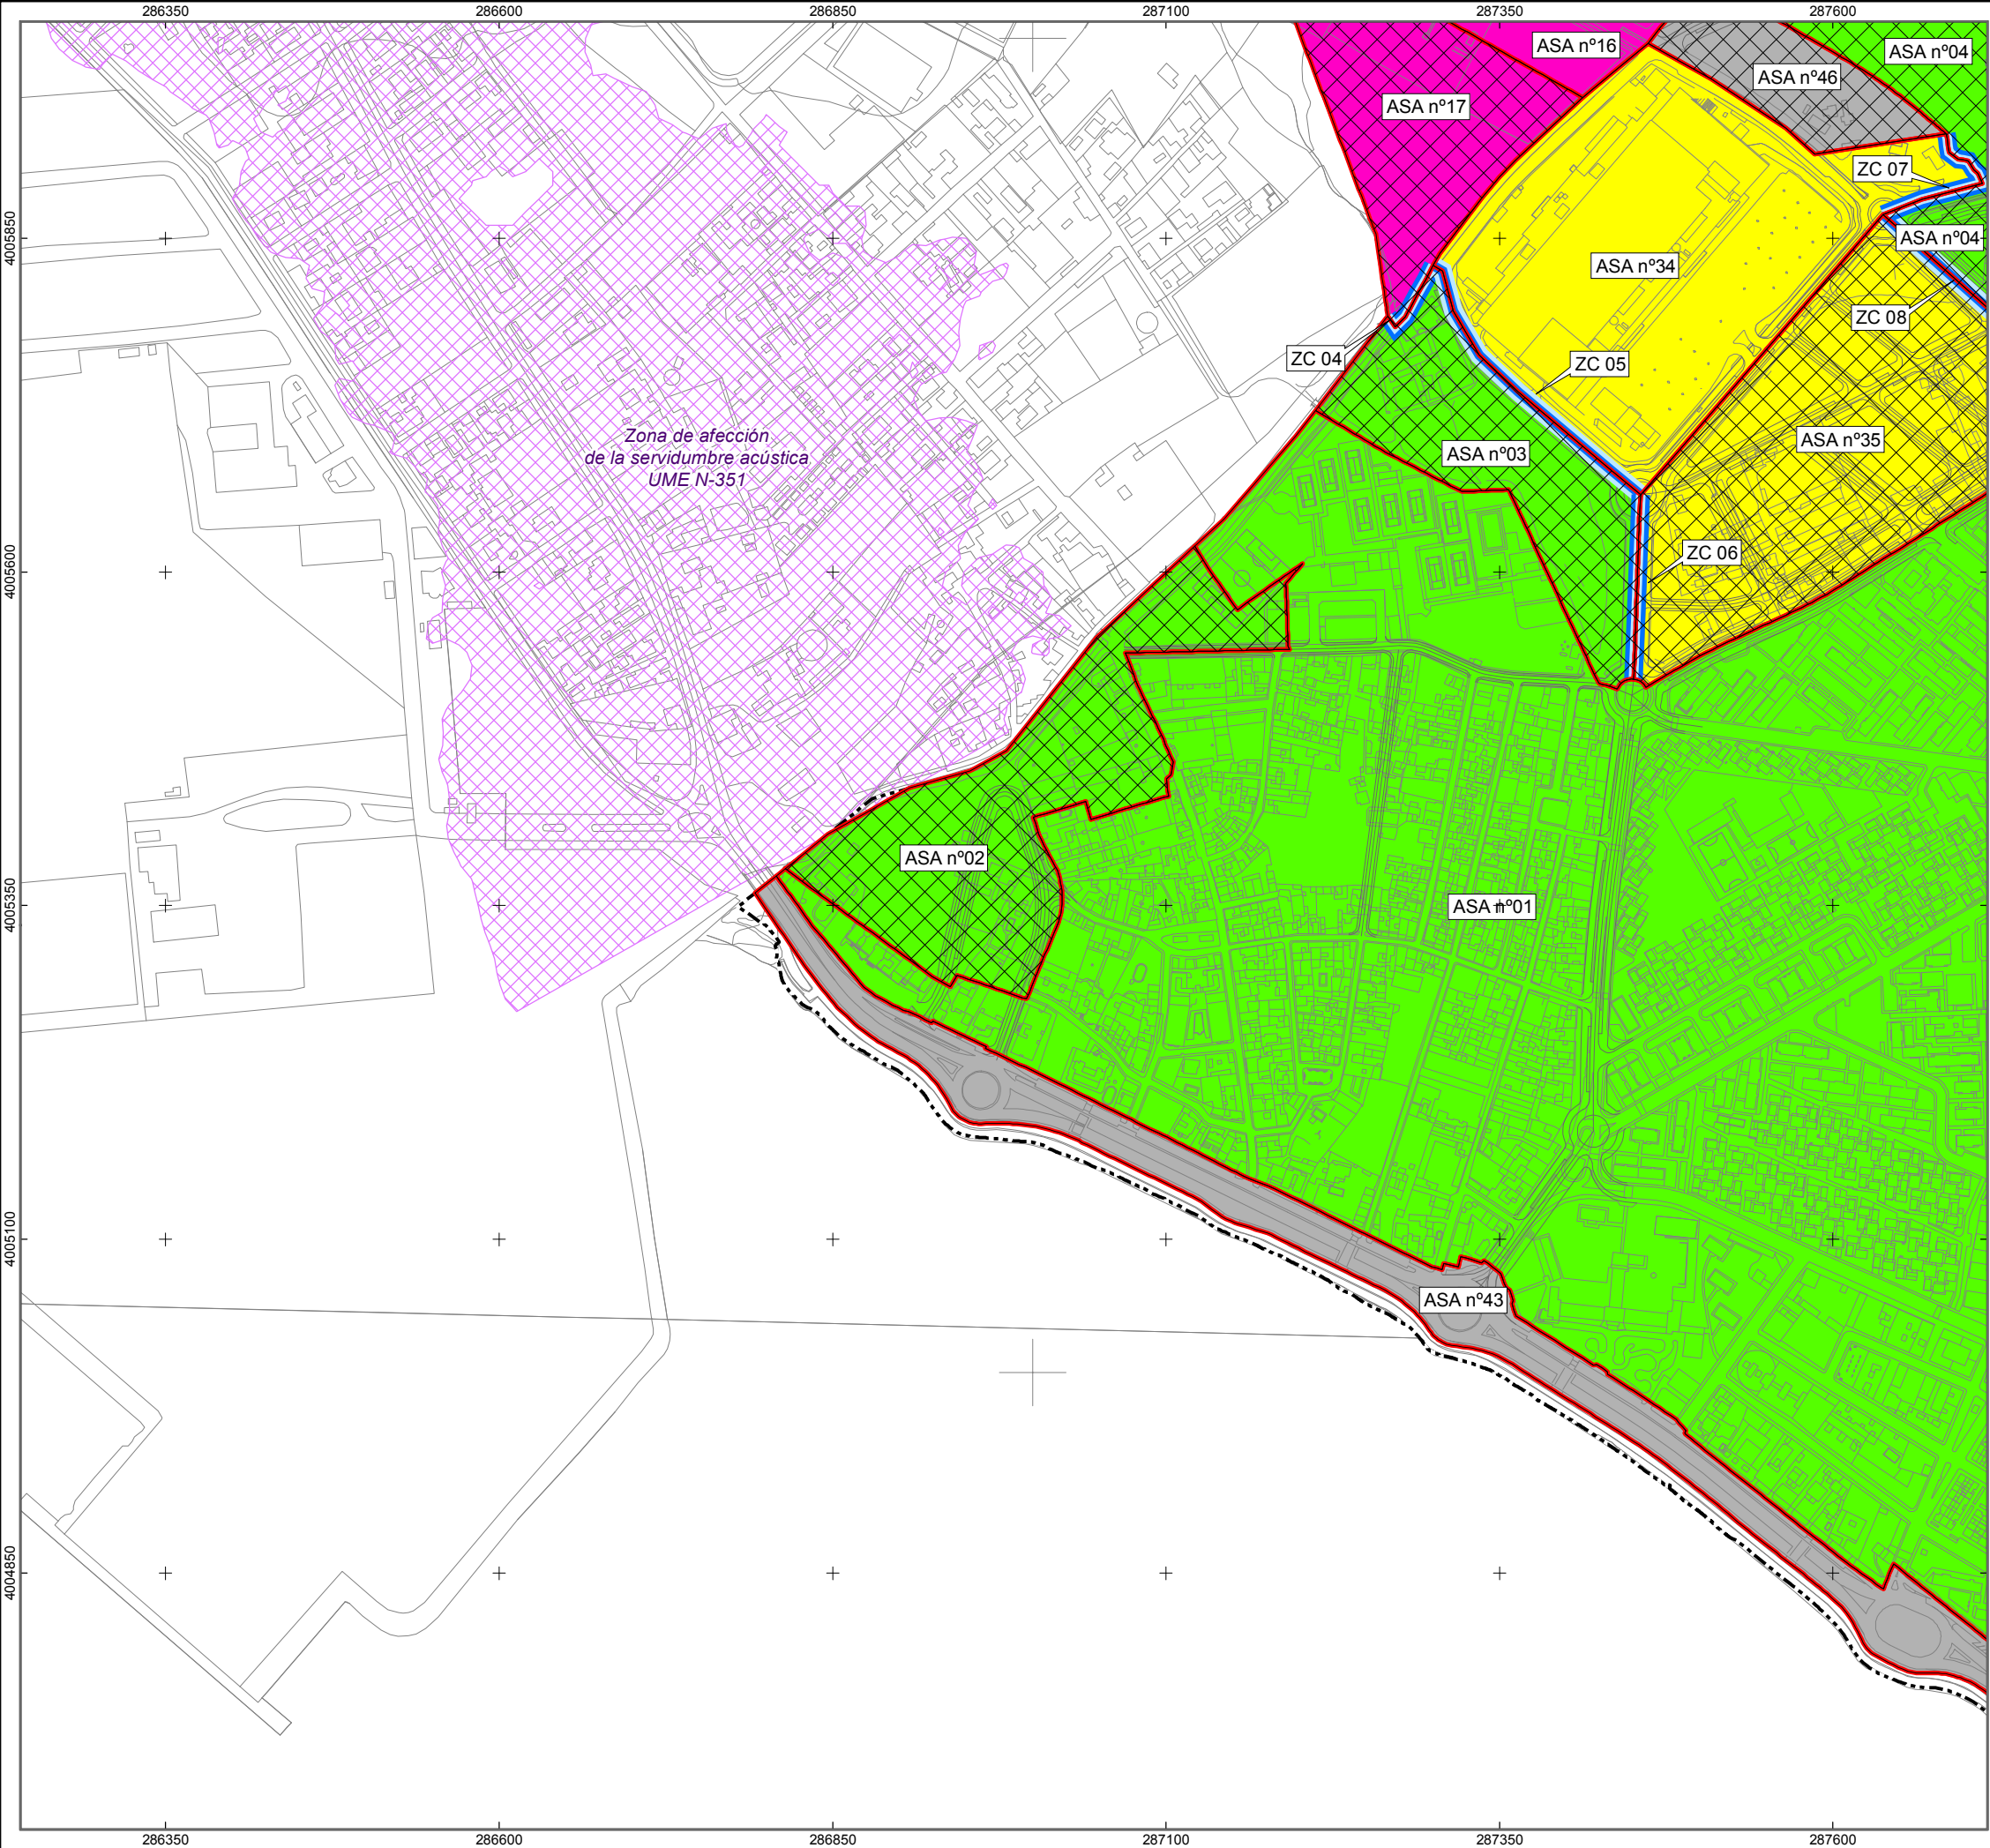 286350 286600 286850 287100 287350 287600
ASA nº16
ASA nº04
ASA nº46
ASA nº17
ZC 07
4005850
ASA nº04
ASA nº34
ZC 08
ZC 04
ZC 05
Zona de afección
de la servidumbre acústica
UME N-351
ASA nº03
ASA nº35
4005600
ZC 06
ASA nº02
4005350
ASA nº01
4005100
ASA nº43
4004850
286350 286600 286850 287100 287350 287600